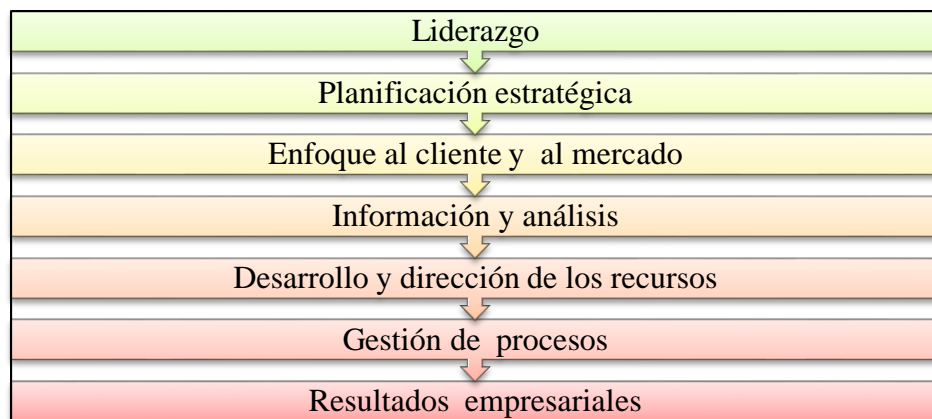 Liderazgo
Planificación estratégica
Enfoque al cliente y al mercado
Información y análisis
Desarrollo y dirección de los recursos
Gestión de procesos
Resultados empresariales